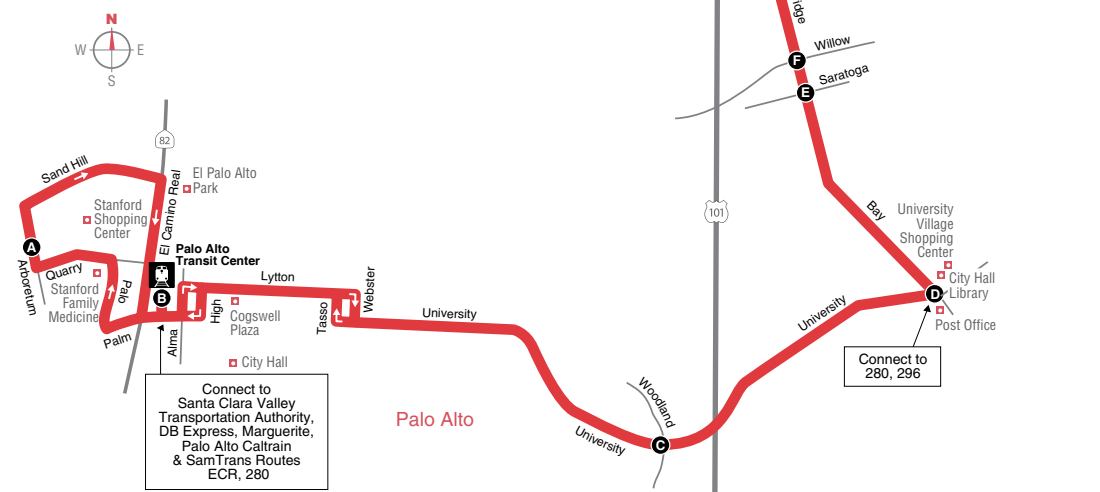 N
W
E
S
82
Sand Hill
El Camino Real
El Palo Alto
Park
Stanford
Shopping
Center
A
Arboretum
Quarry
Stanford
Family
Medicine
Palo
Palm
Palo Alto
Transit Center
B
Alma
High
Lytton
Cogswell
Plaza
City Hall
Tasso
Webster
University
Connect to
Santa Clara Valley
Transportation Authority,
DB Express, Marguerite,
Palo Alto Caltrain
& SamTrans Routes
ECR, 280
Palo Alto
University
Woodland
C
101
idge
F
Willow
E
Saratoga
Bay
University
Village
Shopping
Center
City Hall
Library
D
Post Office
University
Connect to
280, 296